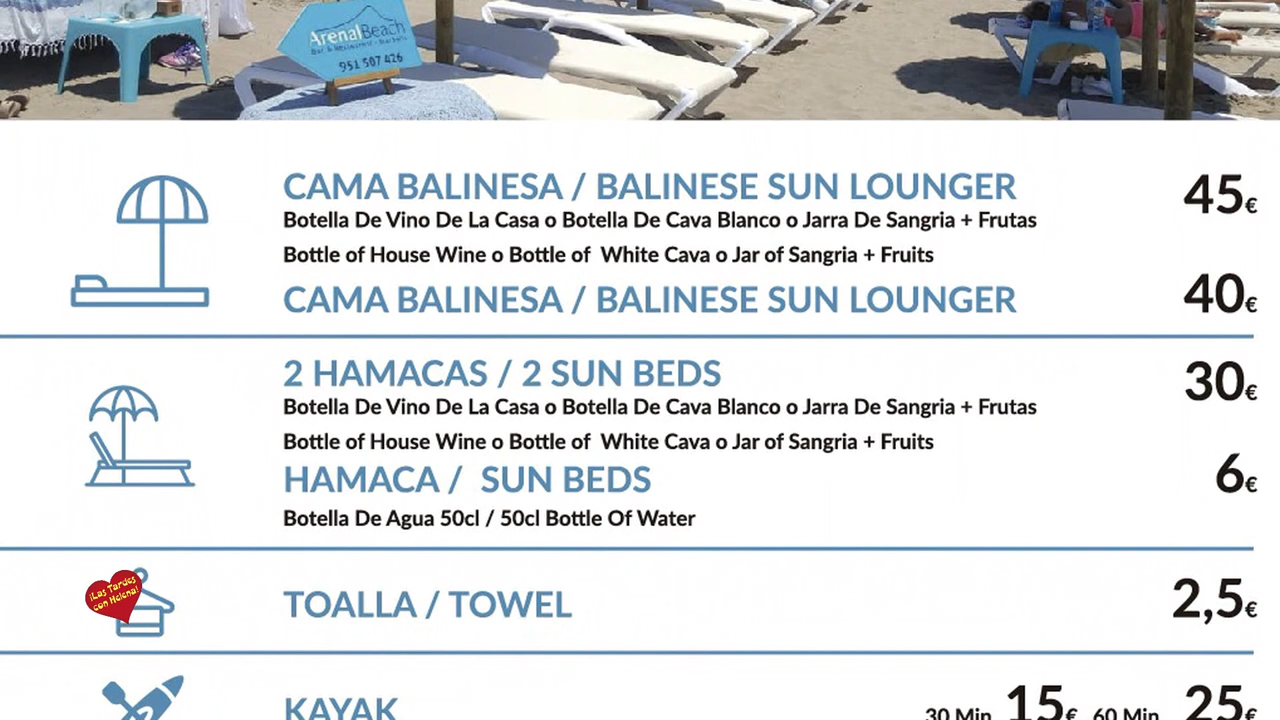 ArenalBeach
Bar & Restaurant - Marbella
951 507 426
CAMA BALINESA / BALINESE SUN LOUNGER 45€
Botella De Vino De La Casa o Botella De Cava Blanco o Jarra De Sangria + Frutas
Bottle of House Wine o Bottle of White Cava o Jar of Sangria + Fruits
CAMA BALINESA / BALINESE SUN LOUNGER 40€
2 HAMACAS / 2 SUN BEDS 30€
Botella De Vino De La Casa o Botella De Cava Blanco o Jarra De Sangria + Frutas
Bottle of House Wine o Bottle of White Cava o Jar of Sangria + Fruits
HAMACA / SUN BEDS 6€
Botella De Agua 50cl / 50cl Bottle Of Water
¡Las Tardes
con Helena!
TOALLA / TOWEL 2,5€
KAYAK 30 Min 15€ 60 Min 25€